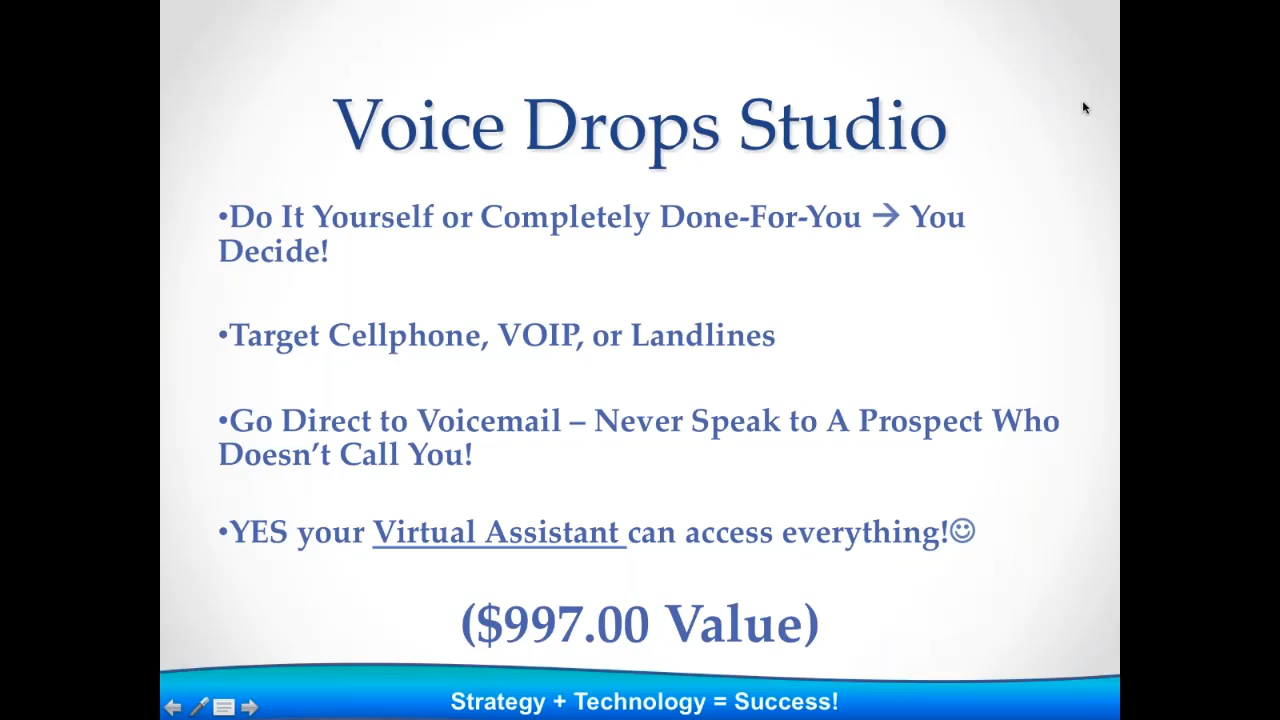 Voice Drops Studio
•Do It Yourself or Completely Done-For-You → You
Decide!
•Target Cellphone, VOIP, or Landlines
•Go Direct to Voicemail – Never Speak to A Prospect Who
Doesn’t Call You!
•YES your Virtual Assistant can access everything!☺
($997.00 Value)
Strategy + Technology = Success!